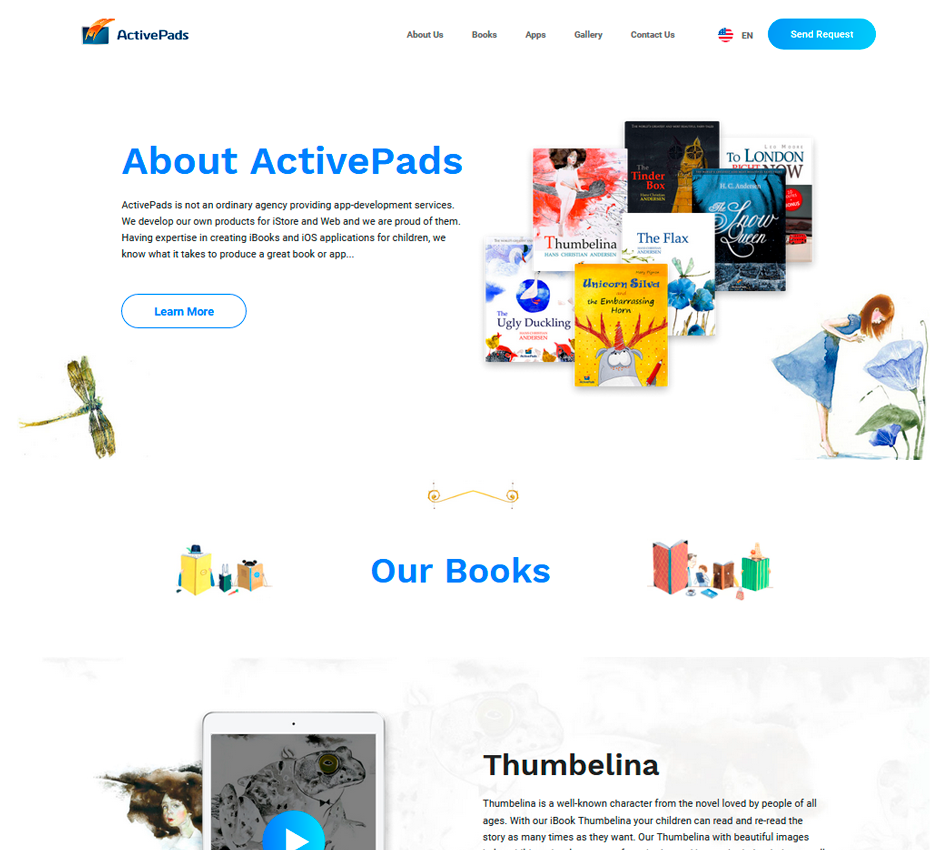 ActivePads
About Us
Books
Apps
Gallery
Contact Us
EN
Send Request
About ActivePads
ActivePads is not an ordinary agency providing app-development services.
We develop our own products for iStore and Web and we are proud of them.
Having expertise in creating iBooks and iOS applications for children, we
know what it takes to produce a great book or app...
Learn More
The
Tinder
Box
ANDERSEN
To LONDON
RIGHT NOW
BONUS
H. C. Andersen
The Snow
Queen
Thumbelina
HANS CHRISTIAN ANDERSEN
The Flax
ANDERSEN
The
Ugly Duckling
ANDERSEN
Unicorn Silva
and
the Embarrassing
Horn
Our Books
Thumbelina
Thumbelina is a well-known character from the novel loved by people of all
ages. With our iBook Thumbelina your children can read and re-read the
story as many times as they want. Our Thumbelina with beautiful images